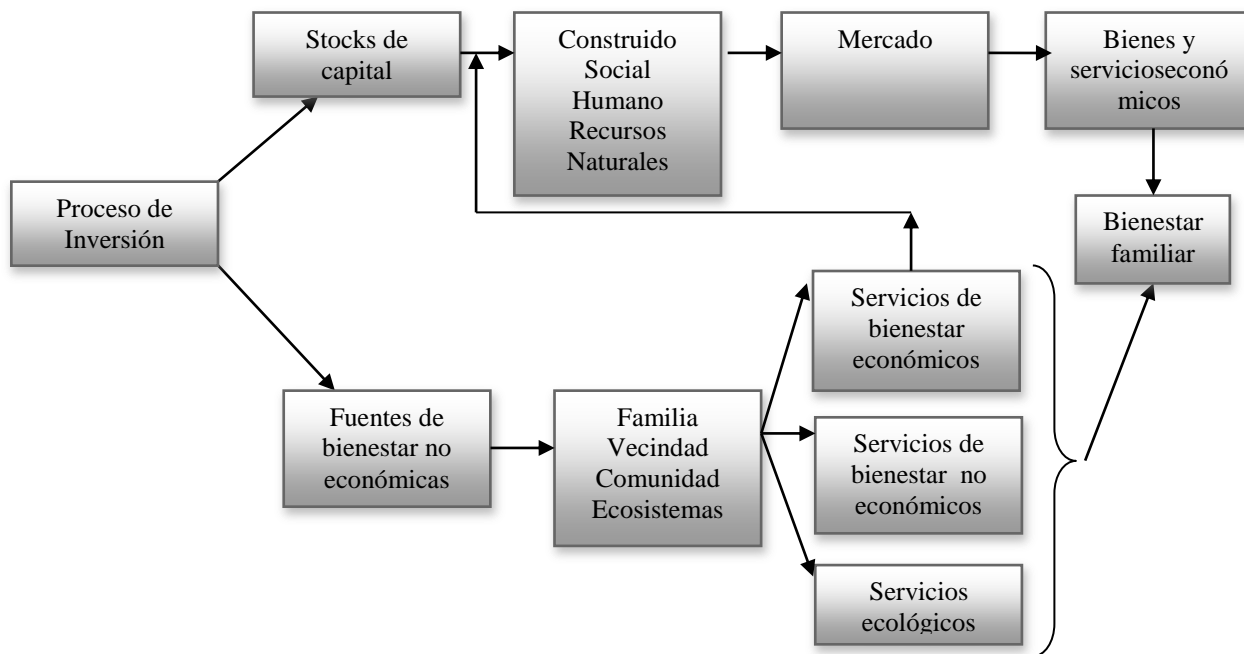 Stocks de
capital
Construido
Social
Humano
Recursos
Naturales
Mercado
Bienes y
servicioseconó
micos
Proceso de
Inversión
Bienestar
familiar
Servicios de
bienestar
económicos
Fuentes de
bienestar no
económicas
Familia
Vecindad
Comunidad
Ecosistemas
Servicios de
bienestar no
económicos
Servicios
ecológicos